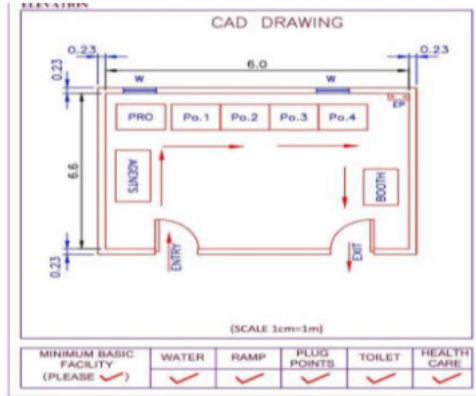 ELEVATION
CAD DRAWING
0.23
0.23
6.0
0.23
W
W
EP
PRO
Po.1
Po.2
Po.3
Po.4
6.6
AGENTS
BOOTH
ENTRY
EXIT
0.23
(SCALE 1cm=1m)
MINIMUM BASIC FACILITY (PLEASE ✓)
WATER
RAMP
PLUG POINTS
TOILET
HEALTH CARE
✓ ✓ ✓ ✓ ✓